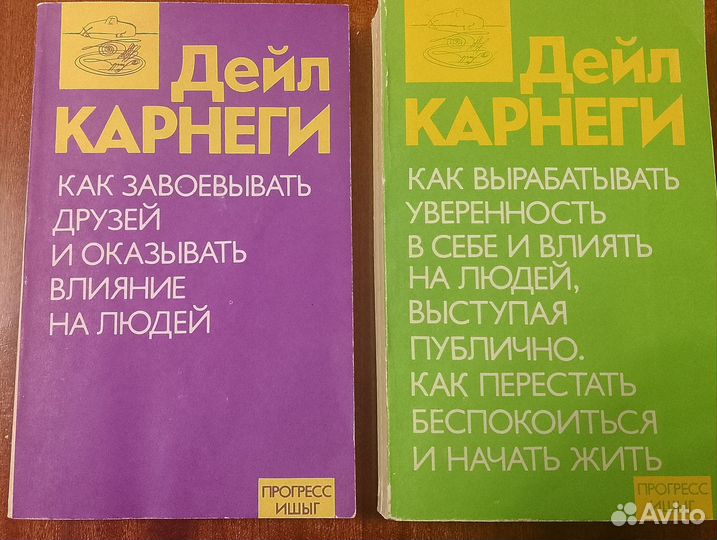 Дейл
КАРНЕГИ
КАК ЗАВОЕВЫВАТЬ
ДРУЗЕЙ
И ОКАЗЫВАТЬ
ВЛИЯНИЕ
НА ЛЮДЕЙ
ПРОГРЕСС
ИШЫГ
Дейл
КАРНЕГИ
КАК ВЫРАБАТЫВАТЬ
УВЕРЕННОСТЬ
В СЕБЕ И ВЛИЯТЬ
НА ЛЮДЕЙ,
ВЫСТУПАЯ
ПУБЛИЧНО.
КАК ПЕРЕСТАТЬ
БЕСПОКОИТЬСЯ
И НАЧАТЬ ЖИТЬ
ПРОГРЕСС
ИШЫГ
Avito